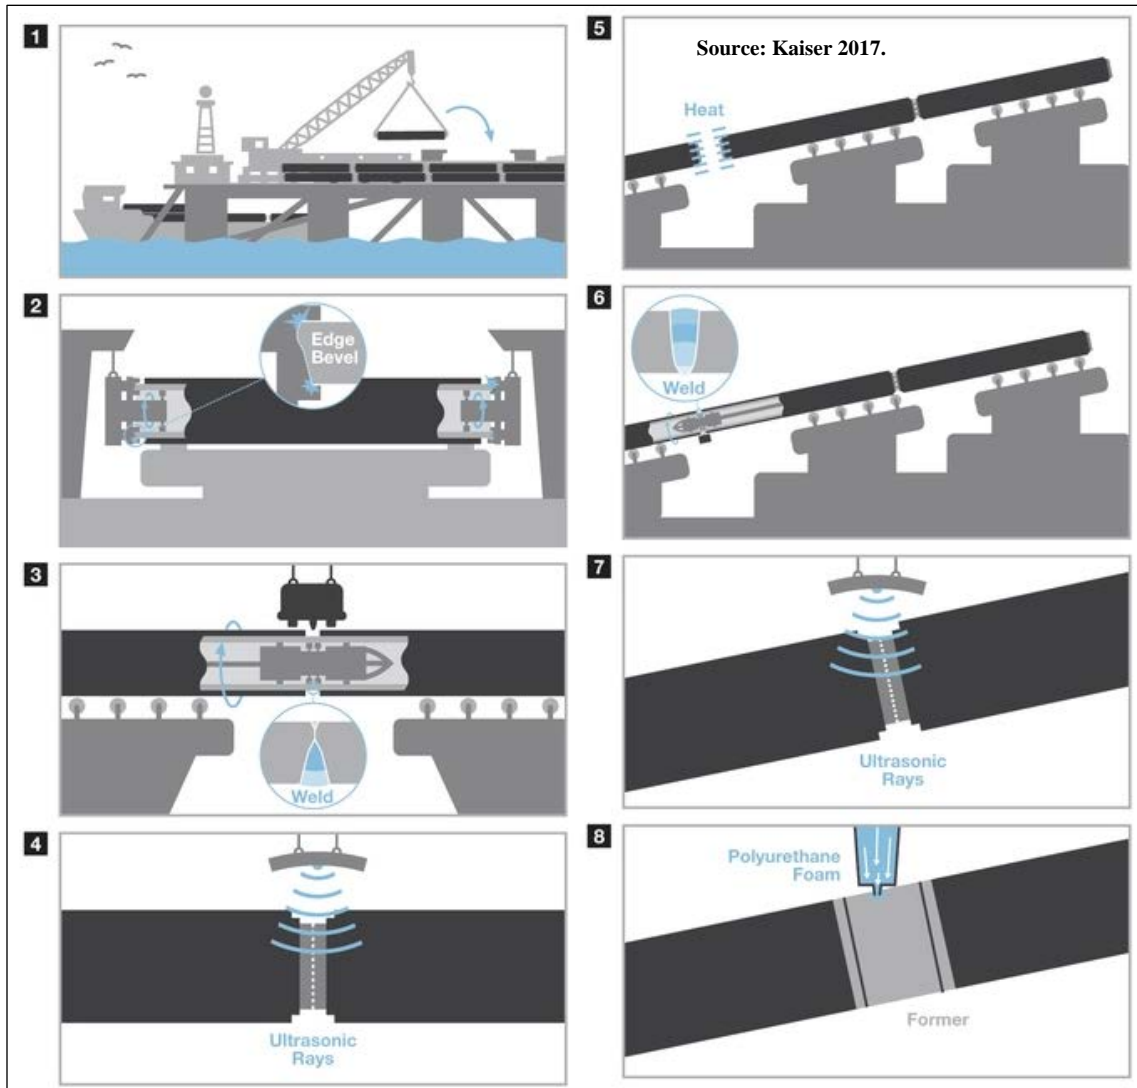 1
2
Edge
Bevel
3
Weld
4
Ultrasonic
Rays
5
Source: Kaiser 2017.
Heat
6
Weld
7
Ultrasonic
Rays
8
Polyurethane
Foam
Former